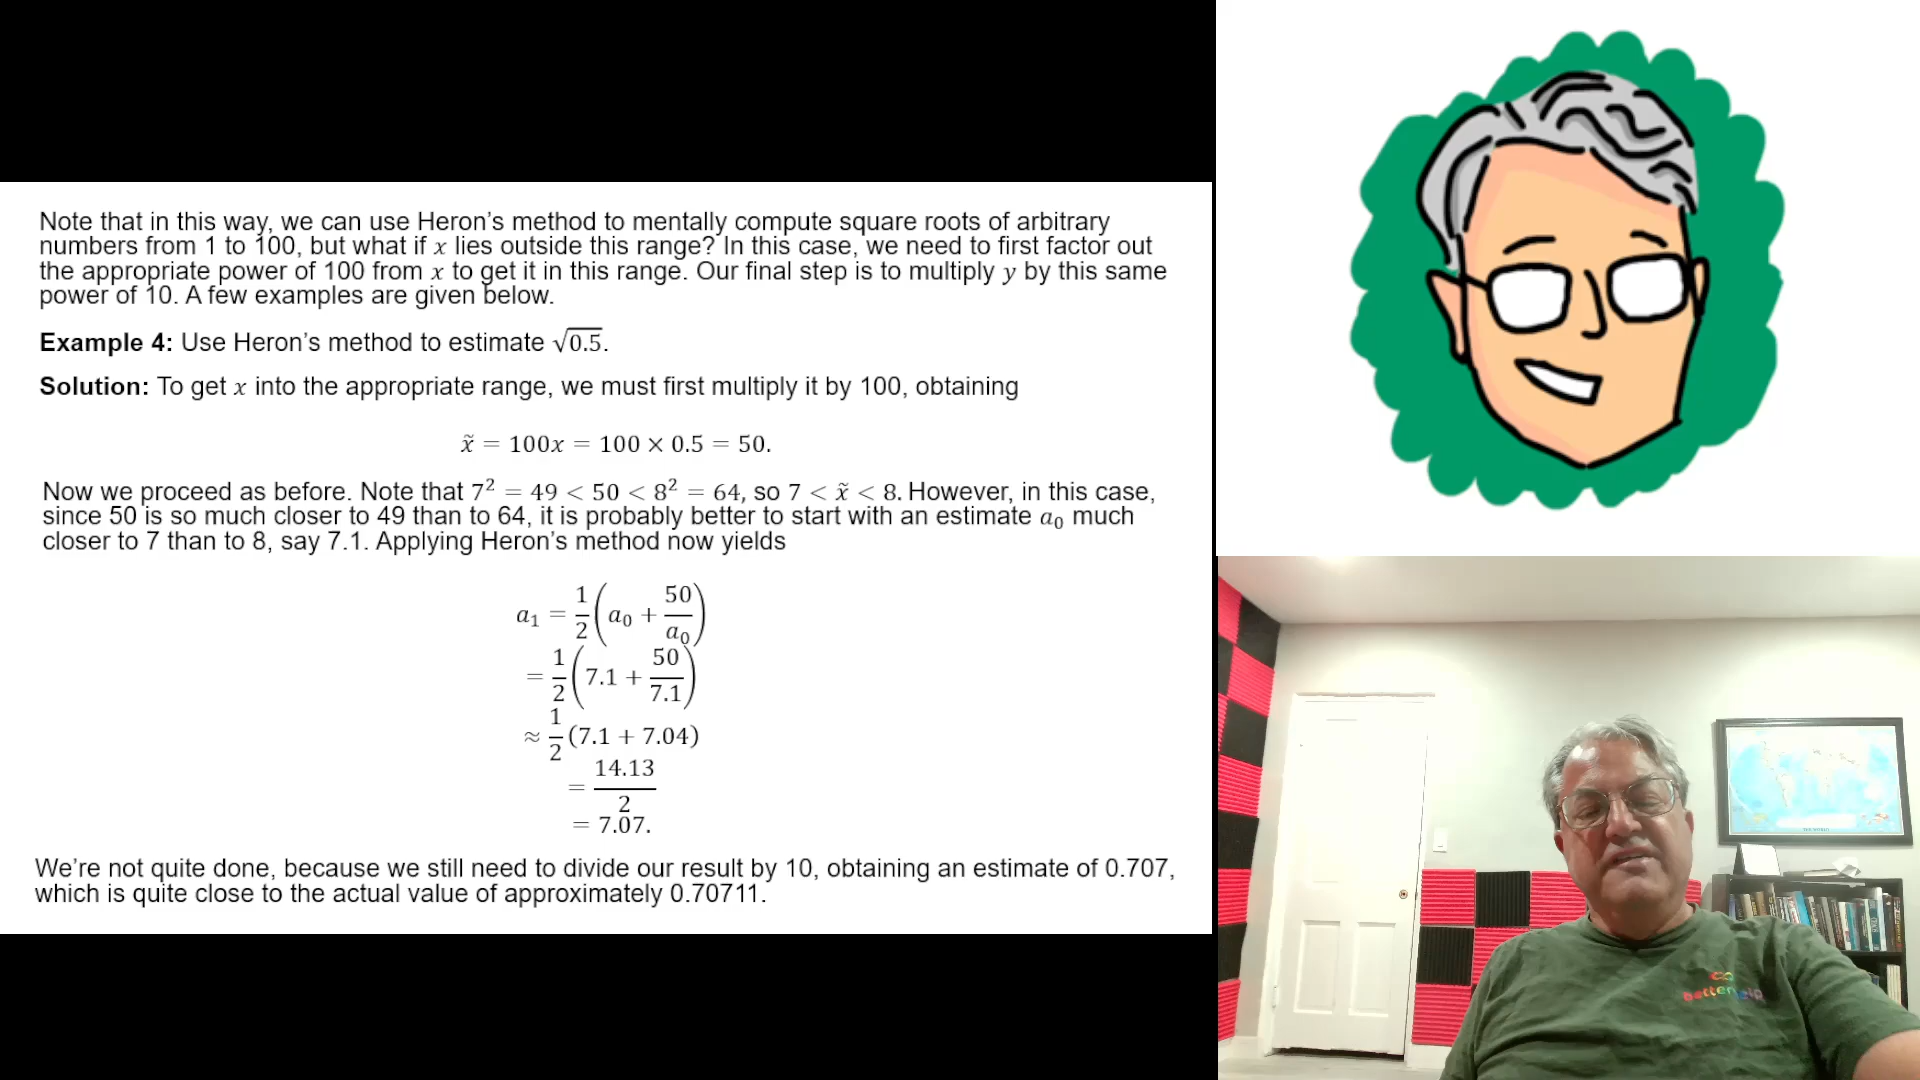 Note that in this way, we can use Heron's method to mentally compute square roots of arbitrary
numbers from 1 to 100, but what if x lies outside this range? In this case, we need to first factor out
the appropriate power of 100 from x to get it in this range. Our final step is to multiply y by this same
power of 10. A few examples are given below.
Example 4: Use Heron's method to estimate √0.5.
Solution: To get x into the appropriate range, we must first multiply it by 100, obtaining
x̃ = 100x = 100 × 0.5 = 50.
Now we proceed as before. Note that 7² = 49 < 50 < 8² = 64, so 7 < x̃ < 8. However, in this case,
since 50 is so much closer to 49 than to 64, it is probably better to start with an estimate a₀ much
closer to 7 than to 8, say 7.1. Applying Heron's method now yields
a₁ = 1/2 (a₀ + 50/a₀)
= 1/2 (7.1 + 50/7.1)
≈ 1/2 (7.1 + 7.04)
= 14.13/2
= 7.07.
We're not quite done, because we still need to divide our result by 10, obtaining an estimate of 0.707,
which is quite close to the actual value of approximately 0.70711.